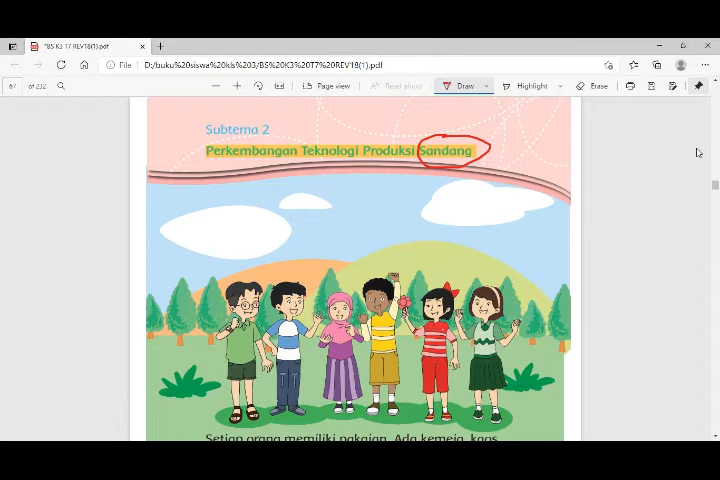 *BS K3 17 REV18(1).pdf
File
D:/buku%20siswa%20kls%203/BS%20K3%20T7%20REV18(1).pdf
67 of 232
Page view
Read aloud
Draw
Highlight
Erase
Subtema 2
Perkembangan Teknologi Produksi Sandang
Setiap orang memiliki pakaian. Ada kemeja, kaos